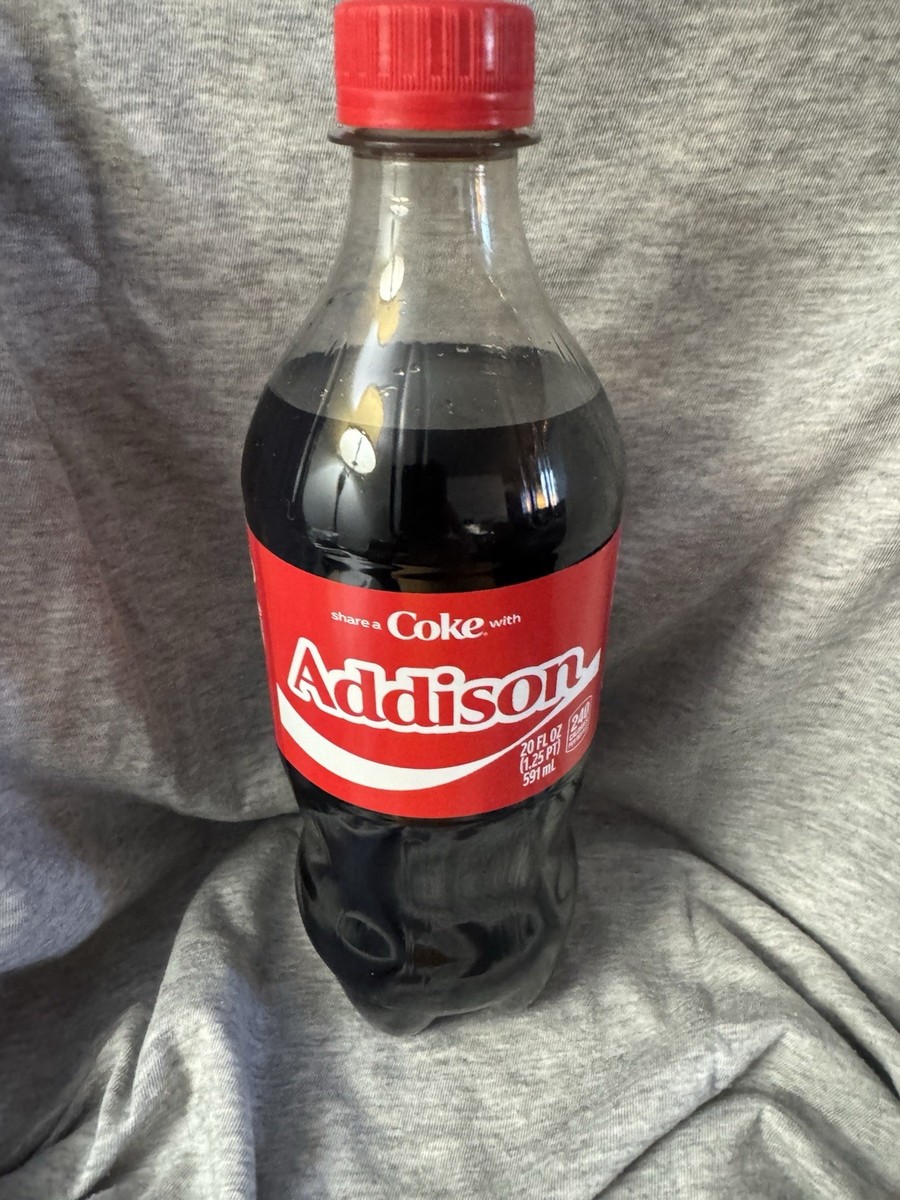 share a Coke with
Addison
20 FL OZ
(1.25 PT)
591 mL
240